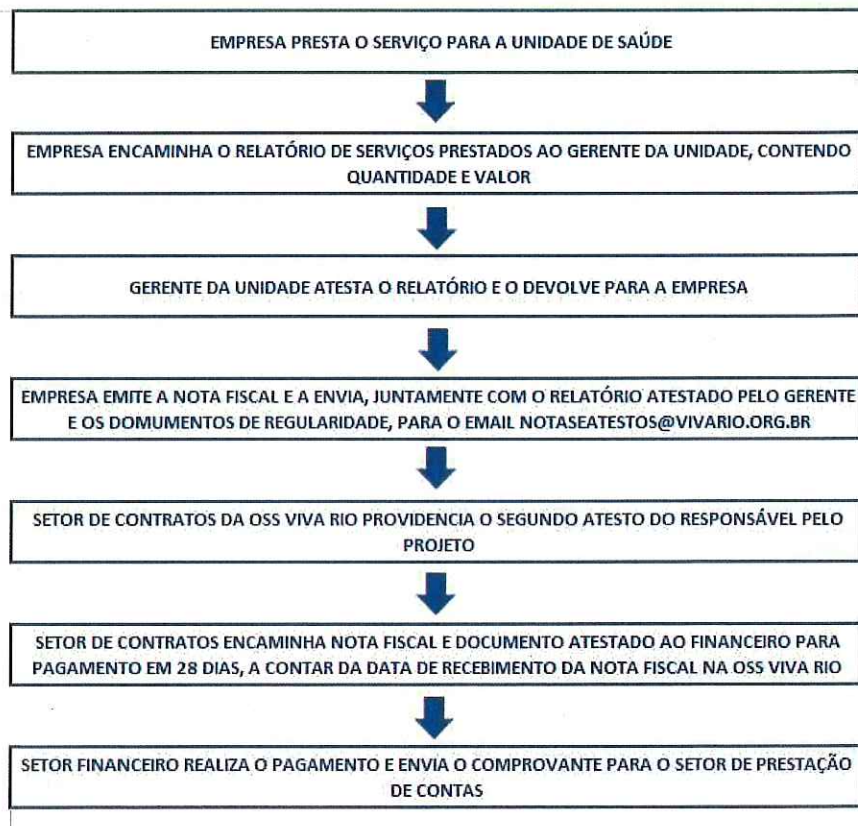 EMPRESA PRESTA O SERVIÇO PARA A UNIDADE DE SAÚDE
EMPRESA ENCAMINHA O RELATÓRIO DE SERVIÇOS PRESTADOS AO GERENTE DA UNIDADE, CONTENDO
QUANTIDADE E VALOR
GERENTE DA UNIDADE ATESTA O RELATÓRIO E O DEVOLVE PARA A EMPRESA
EMPRESA EMITE A NOTA FISCAL E A ENVIA, JUNTAMENTE COM O RELATÓRIO ATESTADO PELO GERENTE
E OS DOMUMENTOS DE REGULARIDADE, PARA O EMAIL NOTASEATESTOS@VIVARIO.ORG.BR
SETOR DE CONTRATOS DA OSS VIVA RIO PROVIDENCIA O SEGUNDO ATESTO DO RESPONSÁVEL PELO
PROJETO
SETOR DE CONTRATOS ENCAMINHA NOTA FISCAL E DOCUMENTO ATESTADO AO FINANCEIRO PARA
PAGAMENTO EM 28 DIAS, A CONTAR DA DATA DE RECEBIMENTO DA NOTA FISCAL NA OSS VIVA RIO
SETOR FINANCEIRO REALIZA O PAGAMENTO E ENVIA O COMPROVANTE PARA O SETOR DE PRESTAÇÃO
DE CONTAS